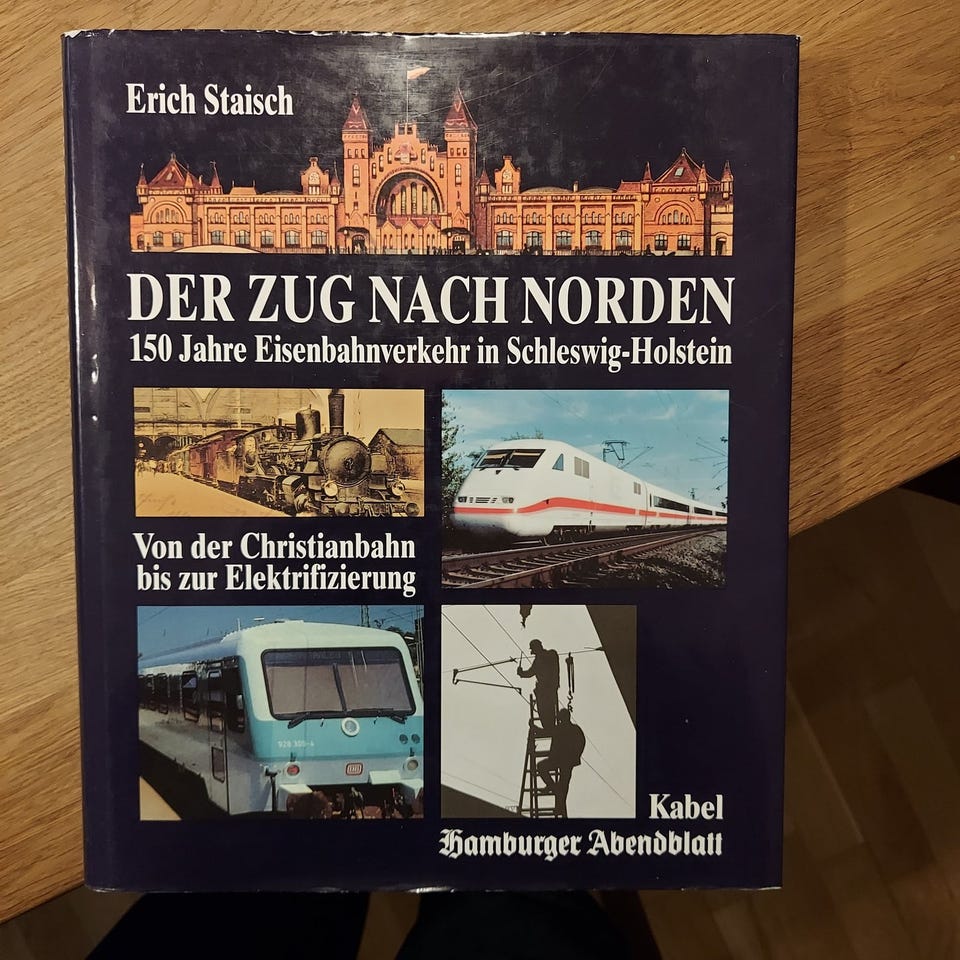 Erich Staisch
DER ZUG NACH NORDEN
150 Jahre Eisenbahnverkehr in Schleswig-Holstein
Von der Christianbahn
bis zur Elektrifizierung
DB
Kabel
Hamburger Abendblatt